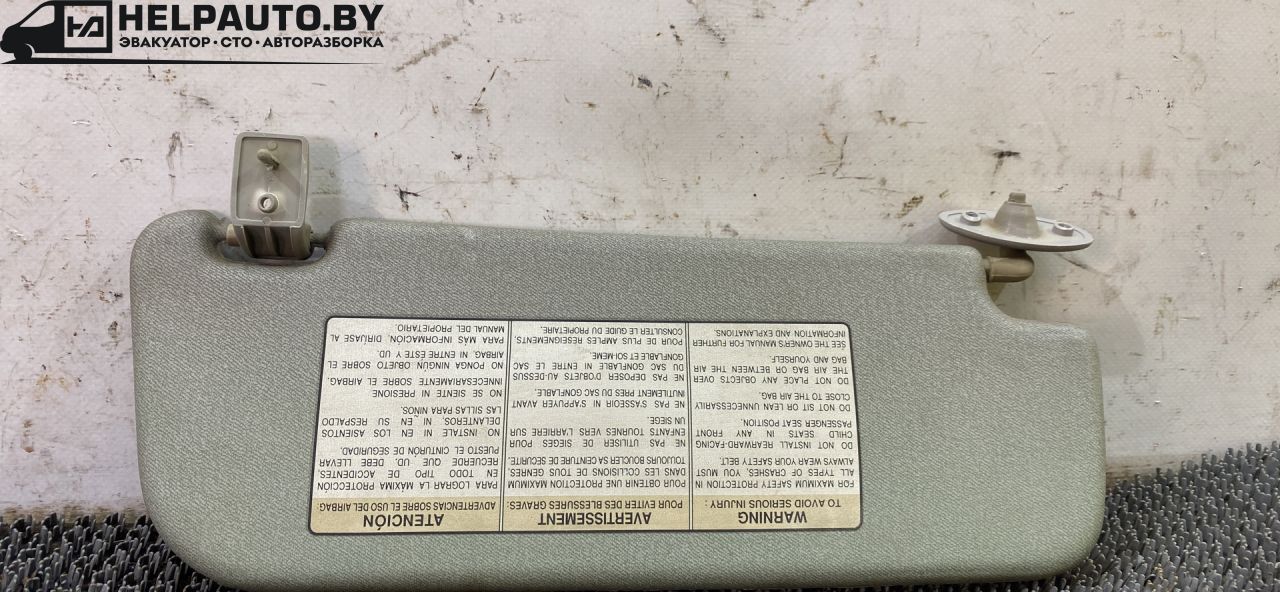 HELPAUTO.BY
ЭВАКУАТОР·СТО·АВТОРАЗБОРКА
WARNING
TO AVOID SERIOUS INJURY:
FOR MAXIMUM SAFETY PROTECTION IN
ALL TYPES OF CRASHES, YOU MUST
ALWAYS WEAR YOUR SAFETY BELT.
DO NOT INSTALL REARWARD-FACING
CHILD SEATS IN ANY FRONT
PASSENGER SEAT POSITION.
DO NOT SIT OR LEAN UNNECESSARILY
CLOSE TO THE AIR BAG.
DO NOT PLACE ANY OBJECTS OVER
THE AIR BAG OR BETWEEN THE AIR
BAG AND YOURSELF.
SEE THE OWNER'S MANUAL FOR FURTHER
INFORMATION AND EXPLANATIONS.
AVERTISSEMENT
POUR EVITER DES BLESSURES GRAVES:
POUR OBTENIR UNE PROTECTION MAXIMUM
DANS LES COLLISIONS DE TOUS GENRES,
TOUJOURS BOUCLER LES CEINTURE DE SECURITE
NE PAS UTILISER DE SIEGES POUR
ENFANTS TOURNES VERS L'ARRIERE SUR
UN SIEGE.
NE PAS S'ASSEOIR NI S'APPUYER AVANT
INUTILEMENT PRES DU SAC GONFLABLE.
NE PAS DEPOSER D'OBJETS AU-DESSUS
DU SAC GONFLABLE NI ENTRE LE SAC
GONFLABLE ET SOI-MEME.
POUR DE PLUS AMPLES RESEIGNEMENTS,
CONSULTER LE GUIDE DU PROPIETAIRE.
ATENCIÓN
ADVERTENCIAS SOBRE EL USO DEL AIRBAG:
PARA LOGRAR LA MÁXIMA PROTECCIÓN
EN TODO TIPO DE ACCIDENTES,
RECUERDE QUE UD. DEBE LLEVAR
PUESTO EL CINTURÓN DE SEGURIDAD.
NO INSTALE NI EN LOS ASIENTOS
DELANTEROS, NI EN SU RESPALDO
LAS SILLAS PARA NIÑOS.
NO SE SIENTE NI PRESIONE
INNECESARIAMENTE SOBRE EL AIRBAG.
NO PONGA NINGÚN OBJETO SOBRE EL
AIRBAG, NI ENTRE ESTE Y UD.
PARA MÁS INFORMACIÓN, DIRÚJASE AL
MANUAL DEL PROPIETARIO.